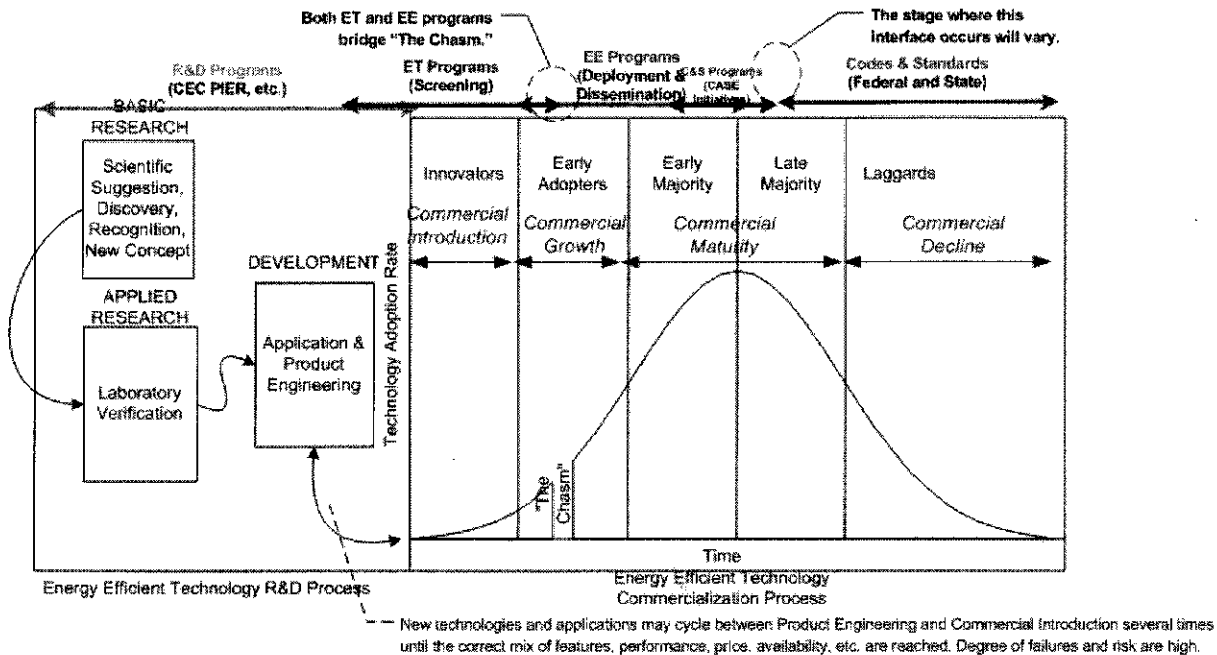 Both ET and EE programs
bridge "The Chasm."
The stage where this
interface occurs will vary.
R&D Programs
(CEC PIER, etc.)
ET Programs
(Screening)
EE Programs
(Deployment &
Dissemination)
C&S Programs
(CASE
Initiatives)
Codes & Standards
(Federal and State)
BASIC
RESEARCH
Scientific
Suggestion,
Discovery,
Recognition,
New Concept
APPLIED
RESEARCH
Laboratory
Verification
DEVELOPMENT
Application &
Product
Engineering
Technology Adoption Rate
Innovators
Early
Adopters
Early
Majority
Late
Majority
Laggards
Commercial
Introduction
Commercial
Growth
Commercial
Maturity
Commercial
Decline
"The
Chasm"
Time
Energy Efficient Technology R&D Process
Energy Efficient Technology
Commercialization Process
New technologies and applications may cycle between Product Engineering and Commercial Introduction several times
until the correct mix of features, performance, price, availability, etc. are reached. Degree of failures and risk are high.